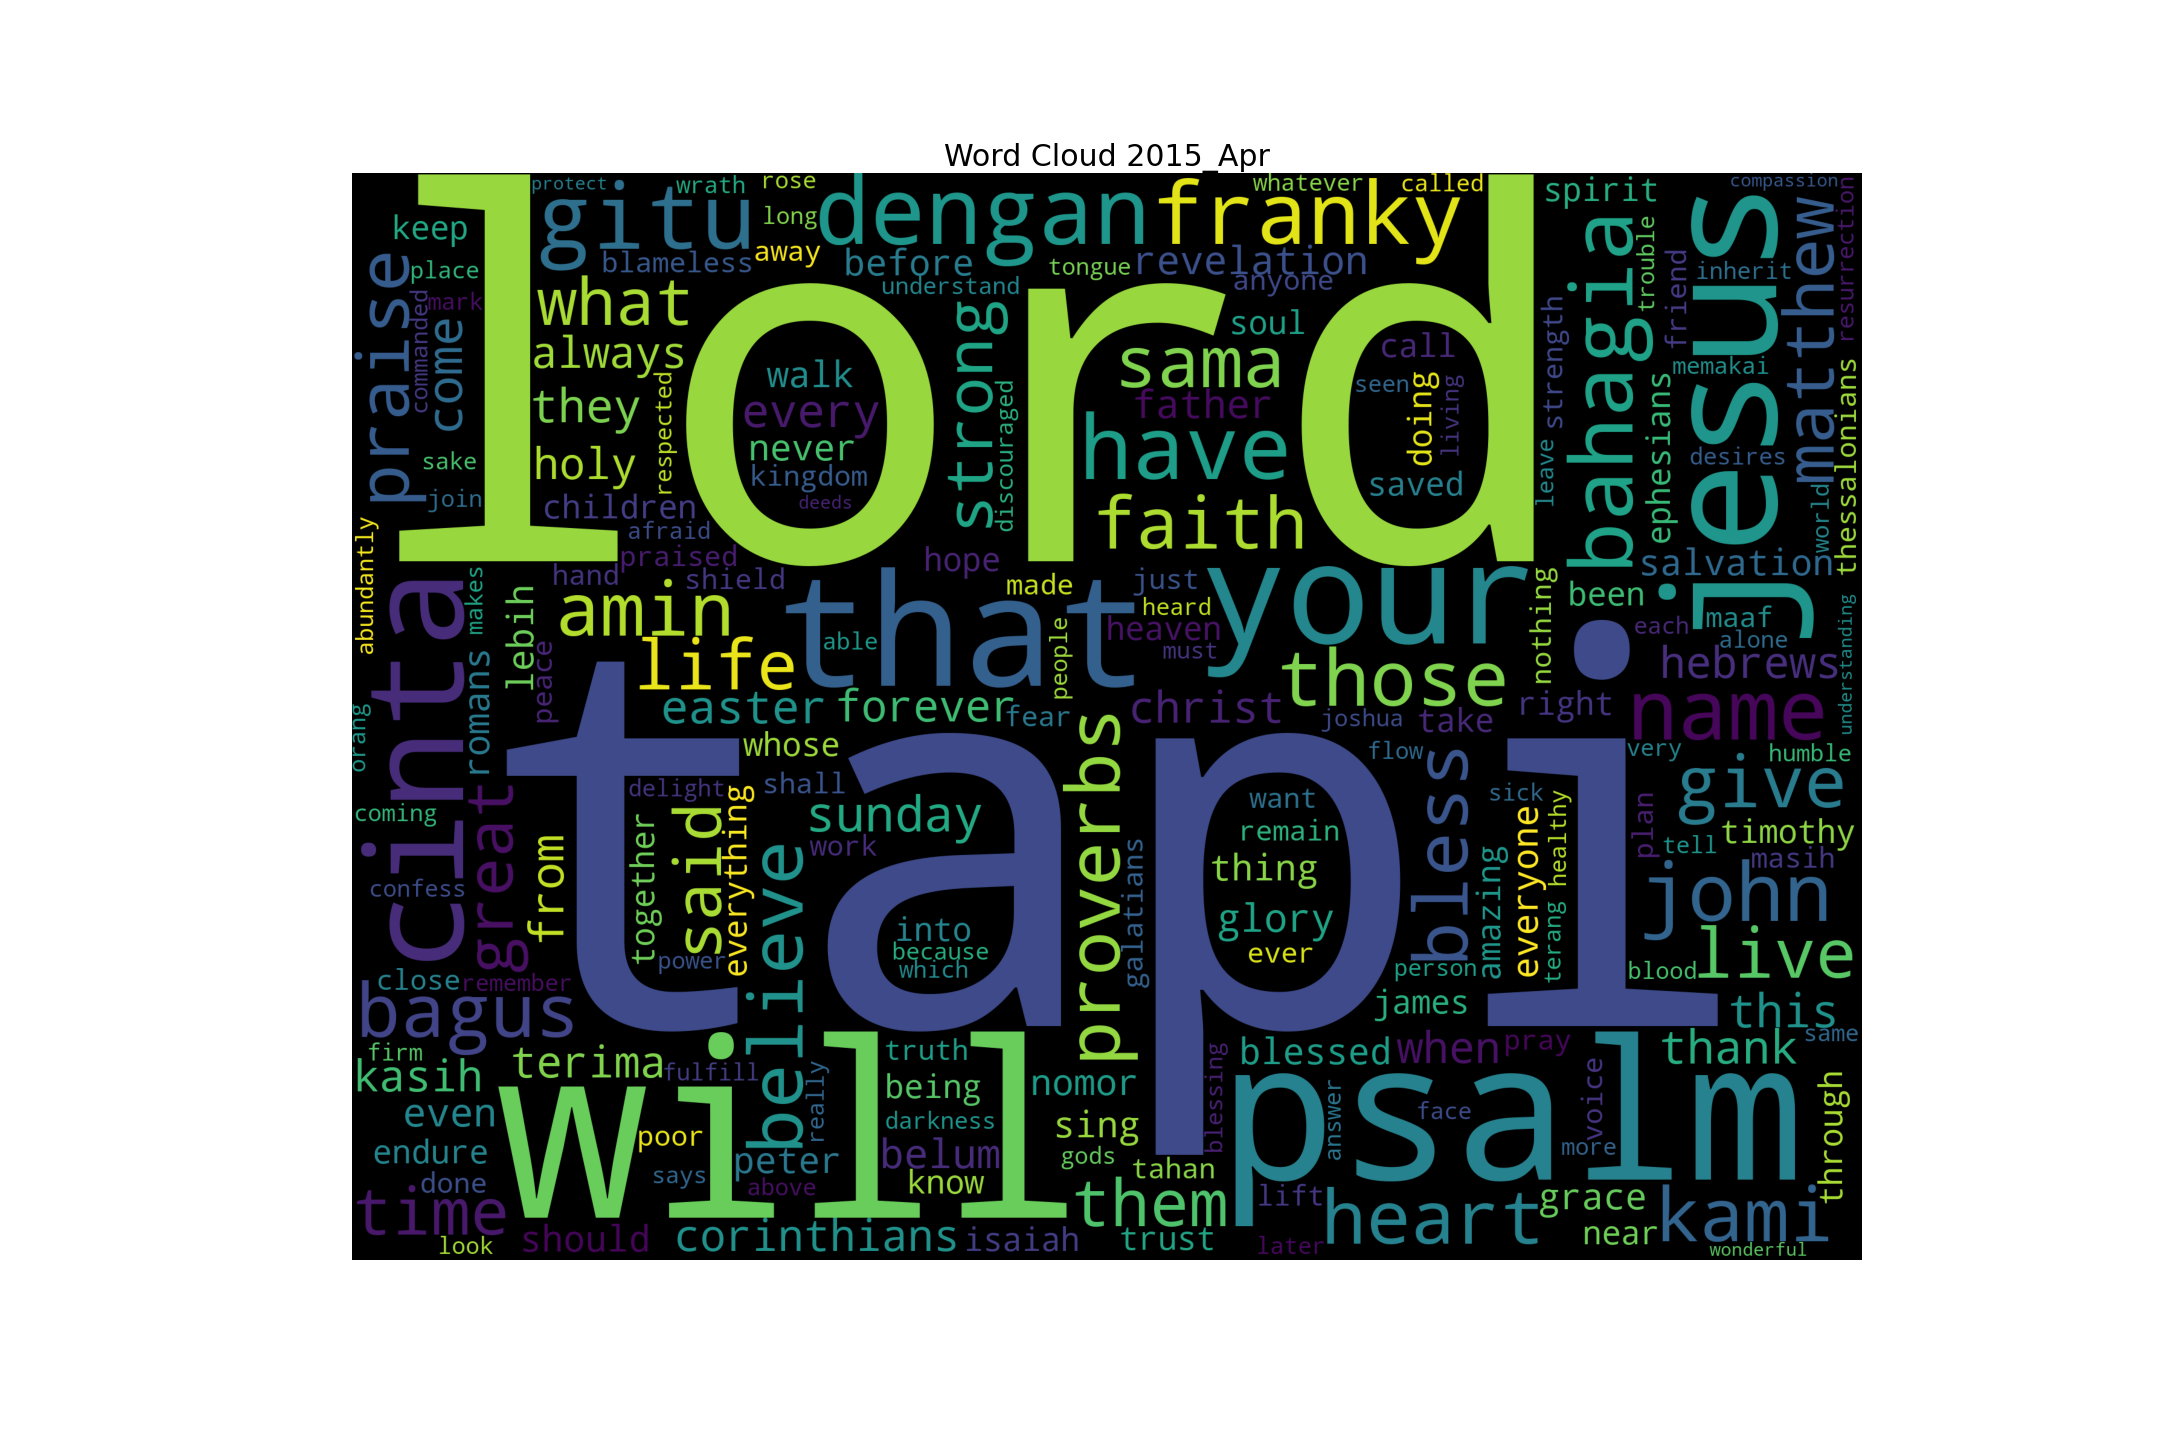 Word Cloud 2015_Apr
lord
tapi
will
psalm
jesus
that
your
cinta
dengan
franky
gitu
bahagia
matthew
praise
what
strong
sama
have
faith
amin
life
those
name
give
john
live
proverbs
bless
believe
said
great
bagus
time
heart
kami
them
keep
place
mark
commanded
come
sake
join
abundantly
protect
wrath
rose
long
away
blameless
before
understand
always
they
holy
respected
children
afraid
praised
hand
shield
walk
every
never
kingdom
deeds
discouraged
hope
whatever
called
tongue
revelation
anyone
soul
father
call
seen
doing
living
saved
spirit
strength
leave
trouble
friend
ephesians
compassion
inherit
resurrection
memakai
desires
world
thessalonians
salvation
been
maaf
each
alone
hebrews
understanding
nothing
made
just
heard
heaven
must
people
able
makes
lebih
peace
romans
orang
easter
forever
fear
christ
joshua
take
right
very
humble
whose
shall
delight
everything
together
from
coming
confess
close
remember
sunday
work
into
because
which
power
galatians
flow
want
remain
thing
glory
ever
sick
everyone
amazing
terang
healthy
plan
tell
timothy
masih
blood
person
james
this
same
thank
firm
kasih
terima
fulfill
even
endure
done
look
should
poor
says
really
peter
above
truth
being
darkness
belum
know
corinthians
isaiah
nomor
sing
gods
tahan
trust
blessing
blessed
when
pray
answer
face
voice
more
through
lift
later
grace
near
wonderful